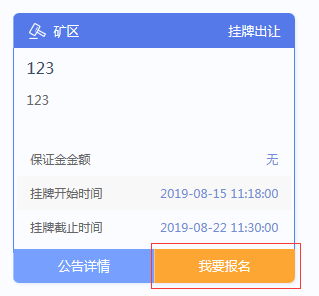 矿区 挂牌出让
123
123
保证金金额 无
挂牌开始时间 2019-08-15 11:18:00
挂牌截止时间 2019-08-22 11:30:00
公告详情 我要报名